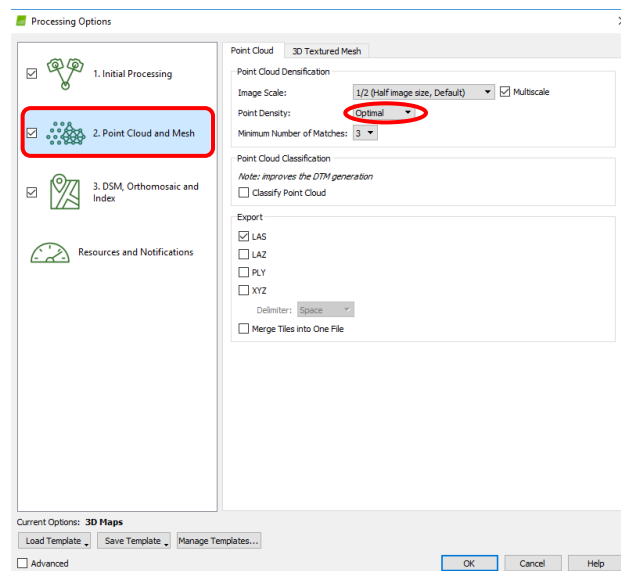 Processing Options
1. Initial Processing
2. Point Cloud and Mesh
3. DSM, Orthomosaic and
Index
Resources and Notifications
Point Cloud
3D Textured Mesh
Point Cloud Densification
Image Scale: 1/2 (Half image size, Default) Multiscale
Point Density: Optimal
Minimum Number of Matches: 3
Point Cloud Classification
Note: improves the DTM generation
Classify Point Cloud
Export
LAS
LAZ
PLY
XYZ
Delimiter: Space
Merge Tiles into One File
Current Options: 3D Maps
Load Template Save Template Manage Templates...
Advanced
OK Cancel Help